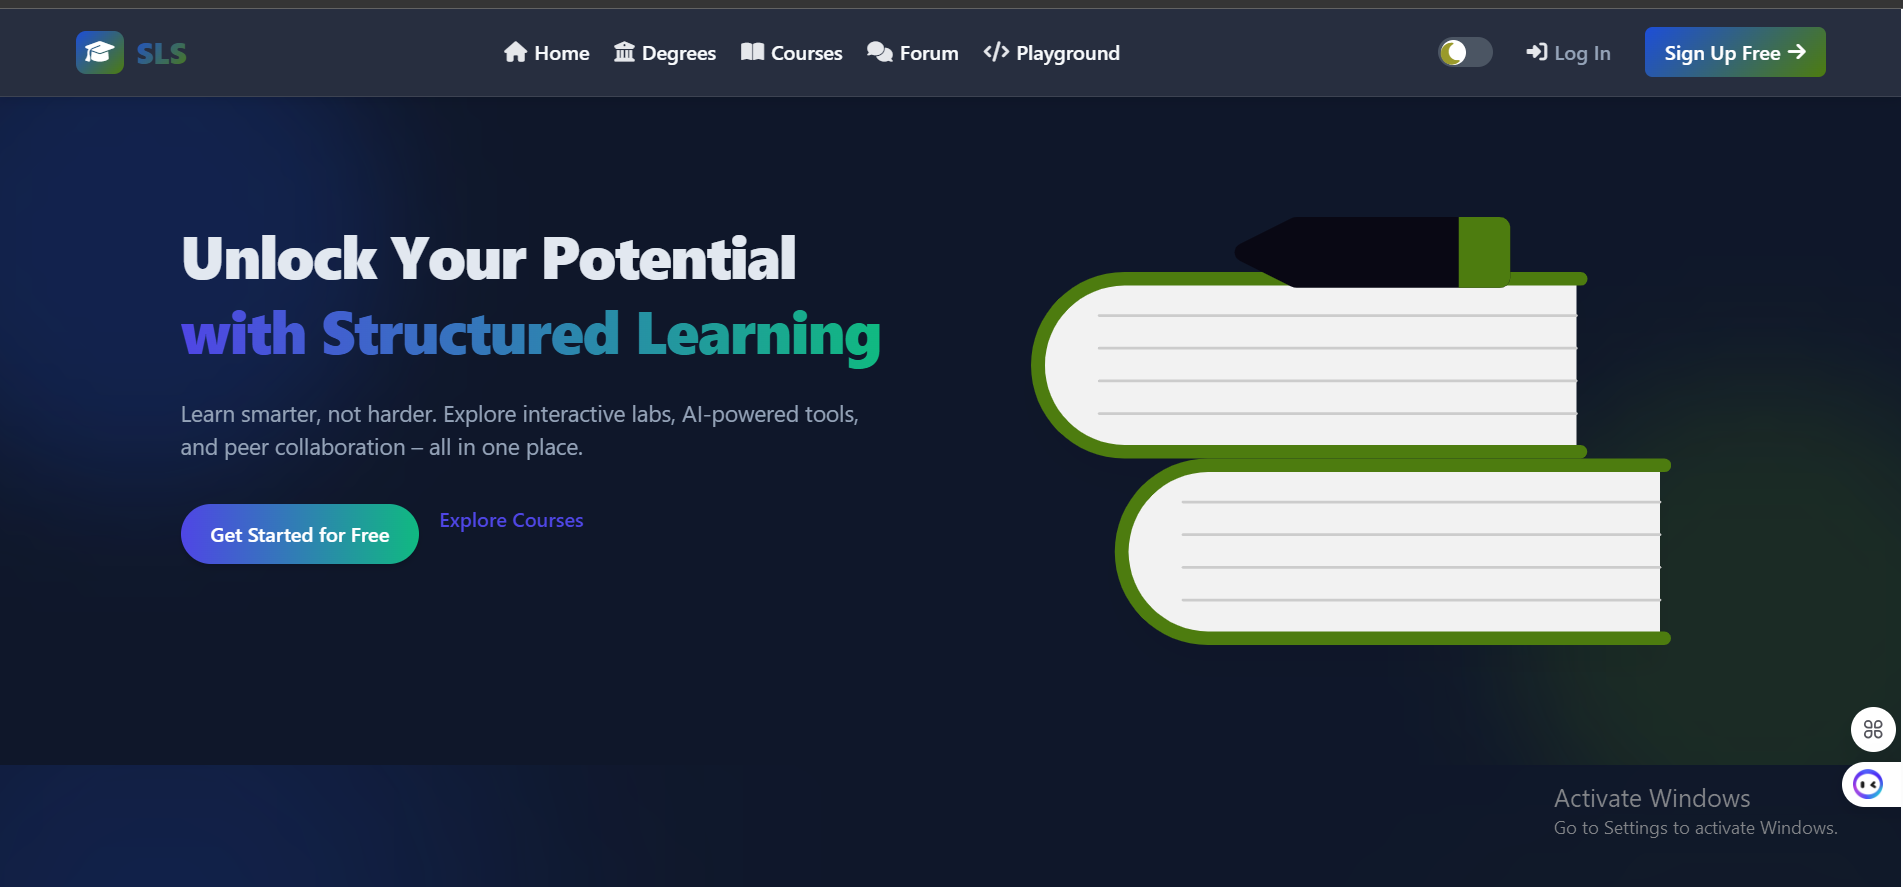 SLS
Home
Degrees
Courses
Forum
Playground
Log In
Sign Up Free
Unlock Your Potential
with Structured Learning
Learn smarter, not harder. Explore interactive labs, AI-powered tools,
and peer collaboration – all in one place.
Get Started for Free
Explore Courses
Activate Windows
Go to Settings to activate Windows.